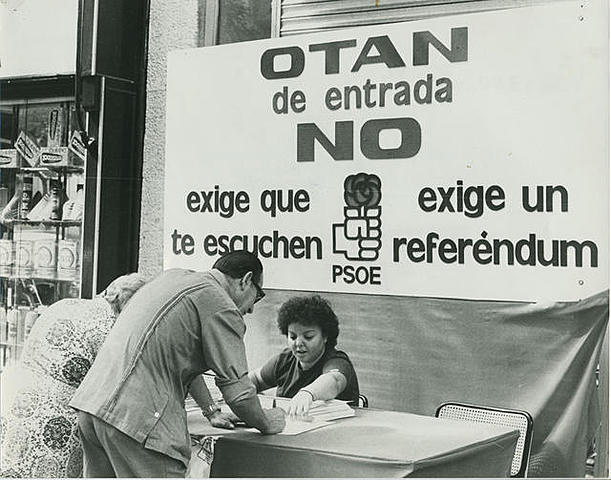 OTAN
de entrada
NO
exige que
te escuchen
PSOE
exige un
referéndum